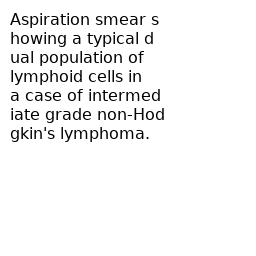 Aspiration smear s
howing a typical d
ual population of
lymphoid cells in
a case of intermed
iate grade non-Hod
gkin's lymphoma.